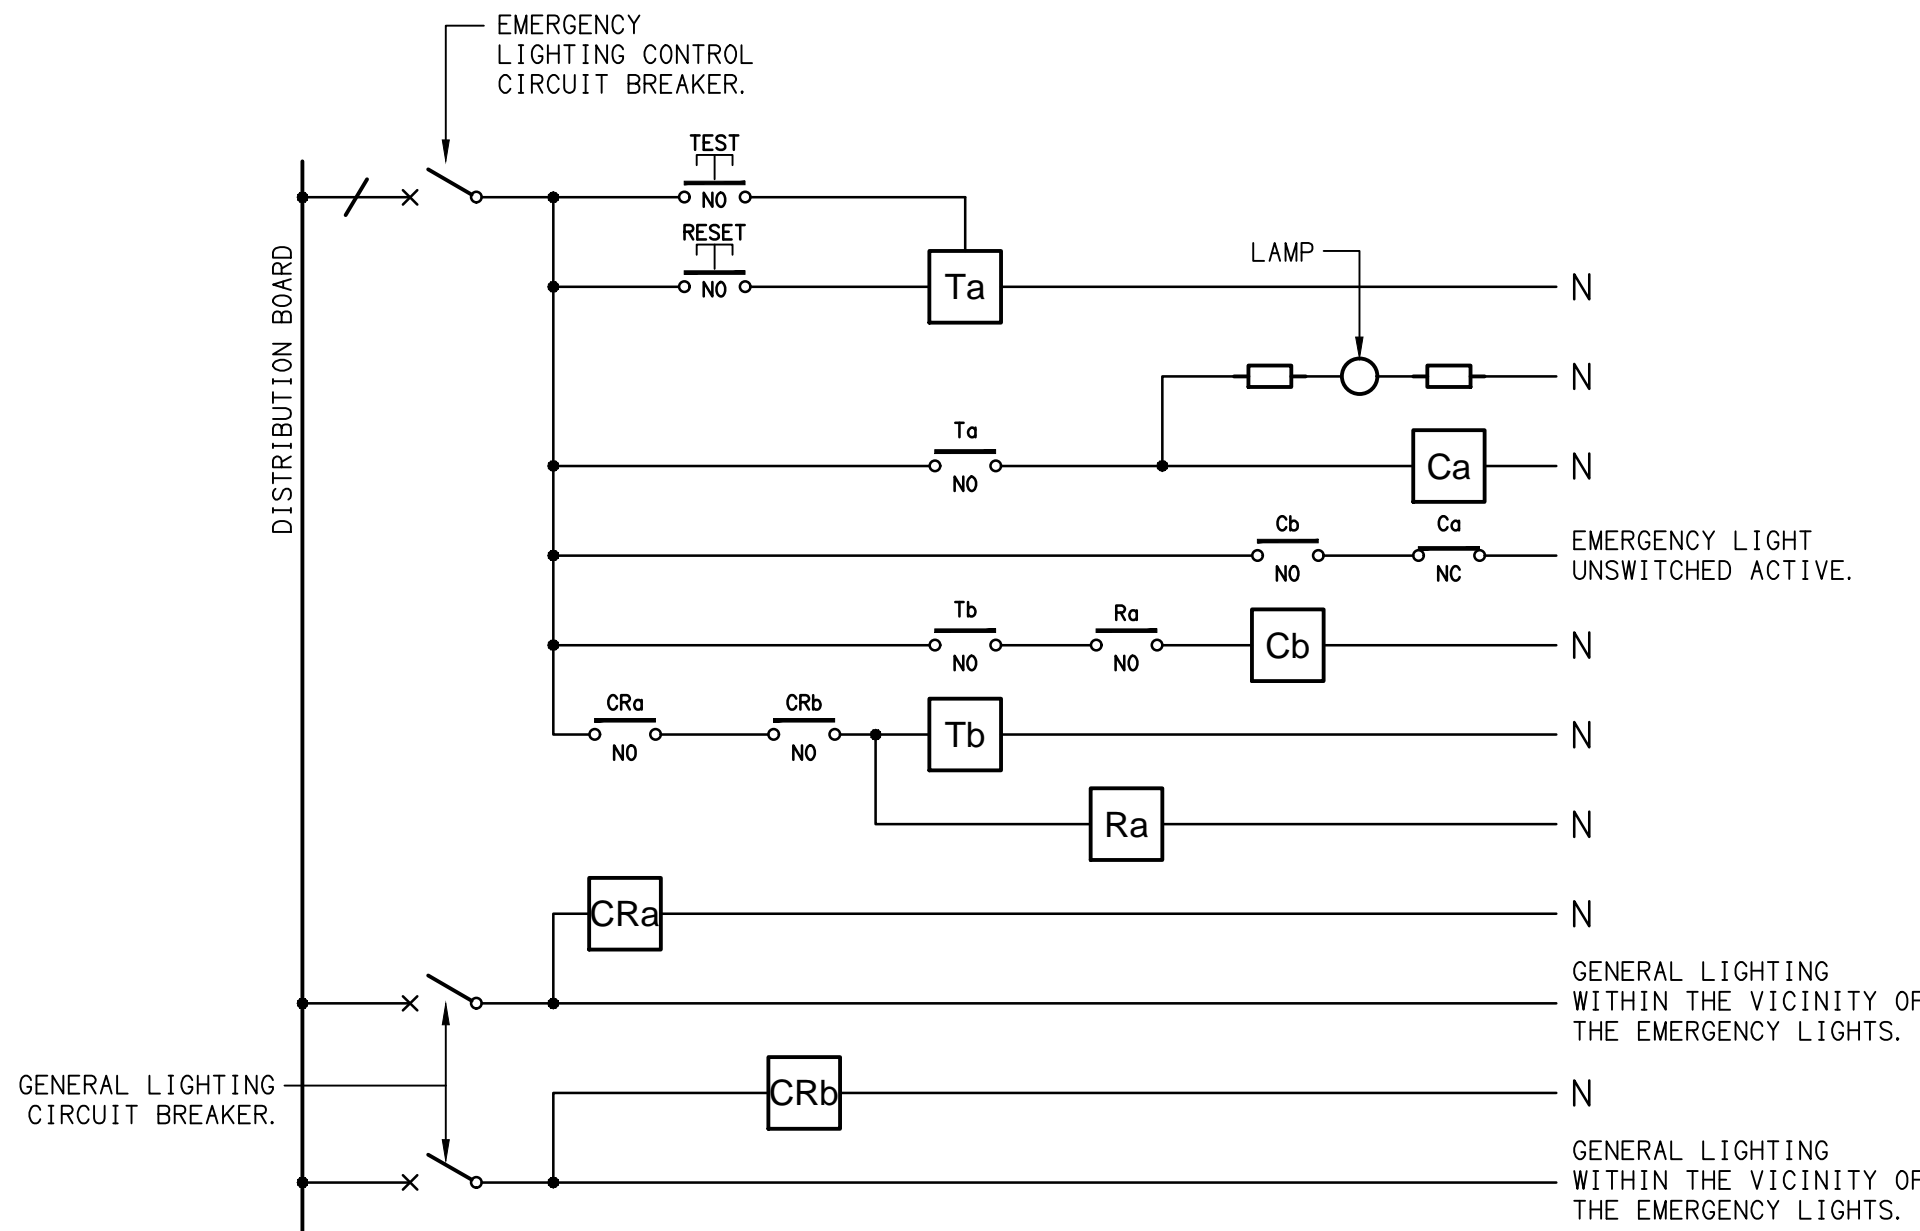 EMERGENCY
LIGHTING CONTROL
CIRCUIT BREAKER.
TEST
NO
RESET
NO
Ta
N
LAMP
N
DISTRIBUTION BOARD
Ta
NO
Ca
N
Cb
NO
Ca
NC
EMERGENCY LIGHT
UNSWITCHED ACTIVE.
Tb
NO
Ra
NO
Cb
N
CRa
NO
CRb
NO
Tb
N
Ra
N
CRa
N
GENERAL LIGHTING
WITHIN THE VICINITY OF
THE EMERGENCY LIGHTS.
GENERAL LIGHTING
CIRCUIT BREAKER.
CRb
N
GENERAL LIGHTING
WITHIN THE VICINITY OF
THE EMERGENCY LIGHTS.